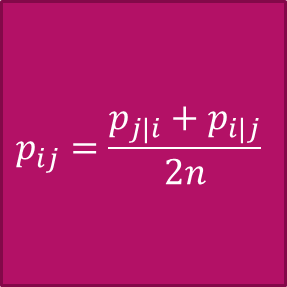 p_{ij} = \frac{p_{j|i} + p_{i|j}}{2n}